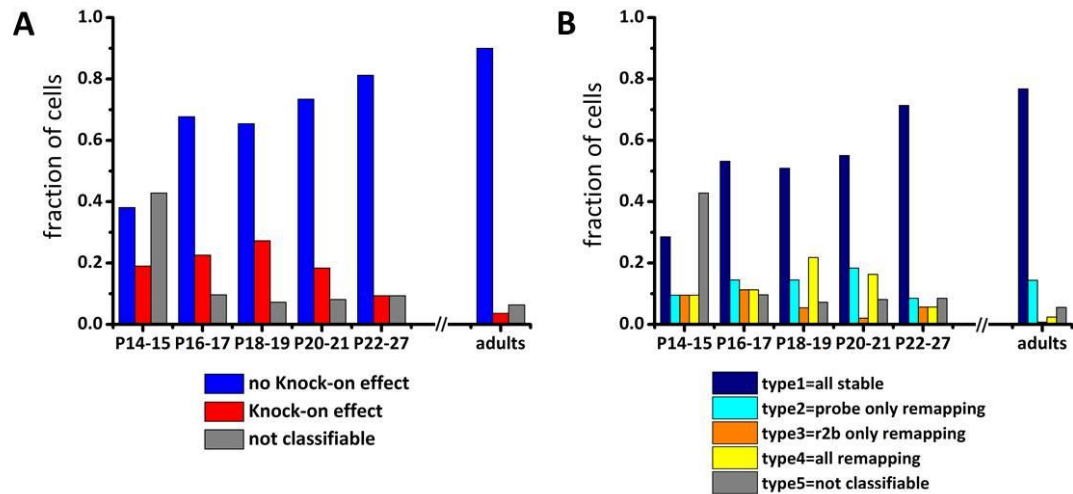 A
fraction of cells
1.0
0.8
0.6
0.4
0.2
0.0
P14-15 P16-17 P18-19 P20-21 P22-27 // adults
no Knock-on effect
Knock-on effect
not classifiable
B
fraction of cells
1.0
0.8
0.6
0.4
0.2
0.0
P14-15 P16-17 P18-19 P20-21 P22-27 // adults
type1=all stable
type2=probe only remapping
type3=r2b only remapping
type4=all remapping
type5=not classifiable